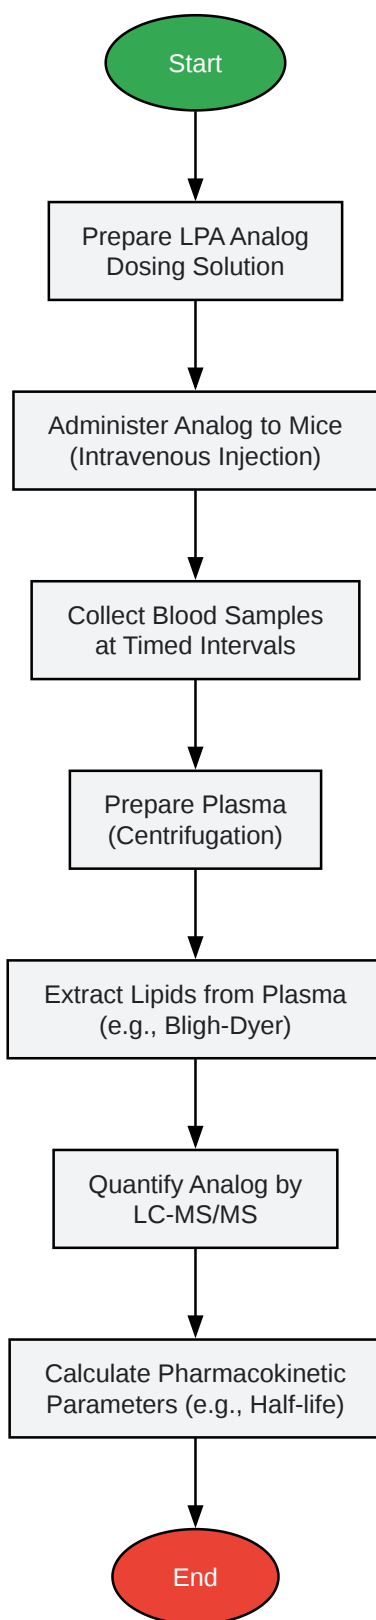 Start
Prepare LPA Analog
Dosing Solution
Administer Analog to Mice
(Intravenous Injection)
Collect Blood Samples
at Timed Intervals
Prepare Plasma
(Centrifugation)
Extract Lipids from Plasma
(e.g., Bligh-Dyer)
Quantify Analog by
LC-MS/MS
Calculate Pharmacokinetic
Parameters (e.g., Half-life)
End